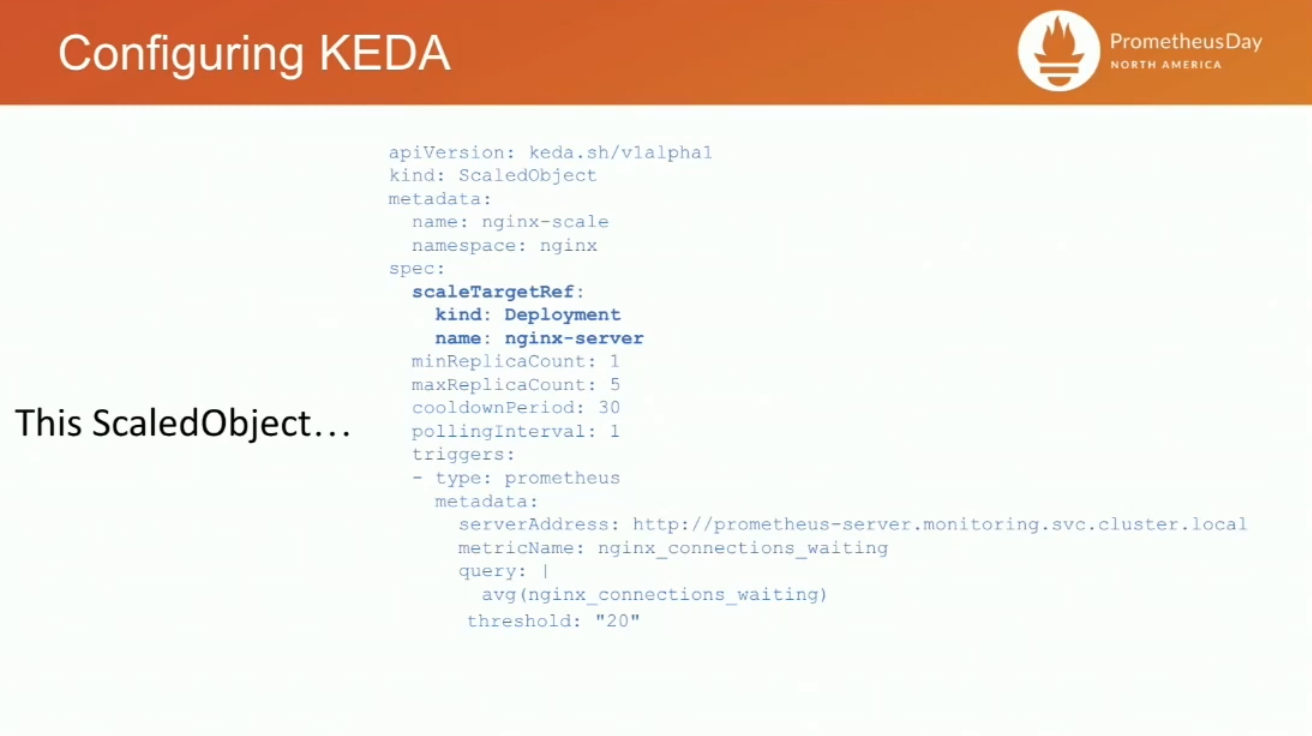 Configuring KEDA
PrometheusDay
NORTH AMERICA
This ScaledObject...
apiVersion: keda.sh/v1alpha1
kind: ScaledObject
metadata:
  name: nginx-scale
  namespace: nginx
spec:
  scaleTargetRef:
    kind: Deployment
    name: nginx-server
  minReplicaCount: 1
  maxReplicaCount: 5
  cooldownPeriod: 30
  pollingInterval: 1
  triggers:
  - type: prometheus
    metadata:
      serverAddress: http://prometheus-server.monitoring.svc.cluster.local
      metricName: nginx_connections_waiting
      query: |
        avg(nginx_connections_waiting)
      threshold: "20"